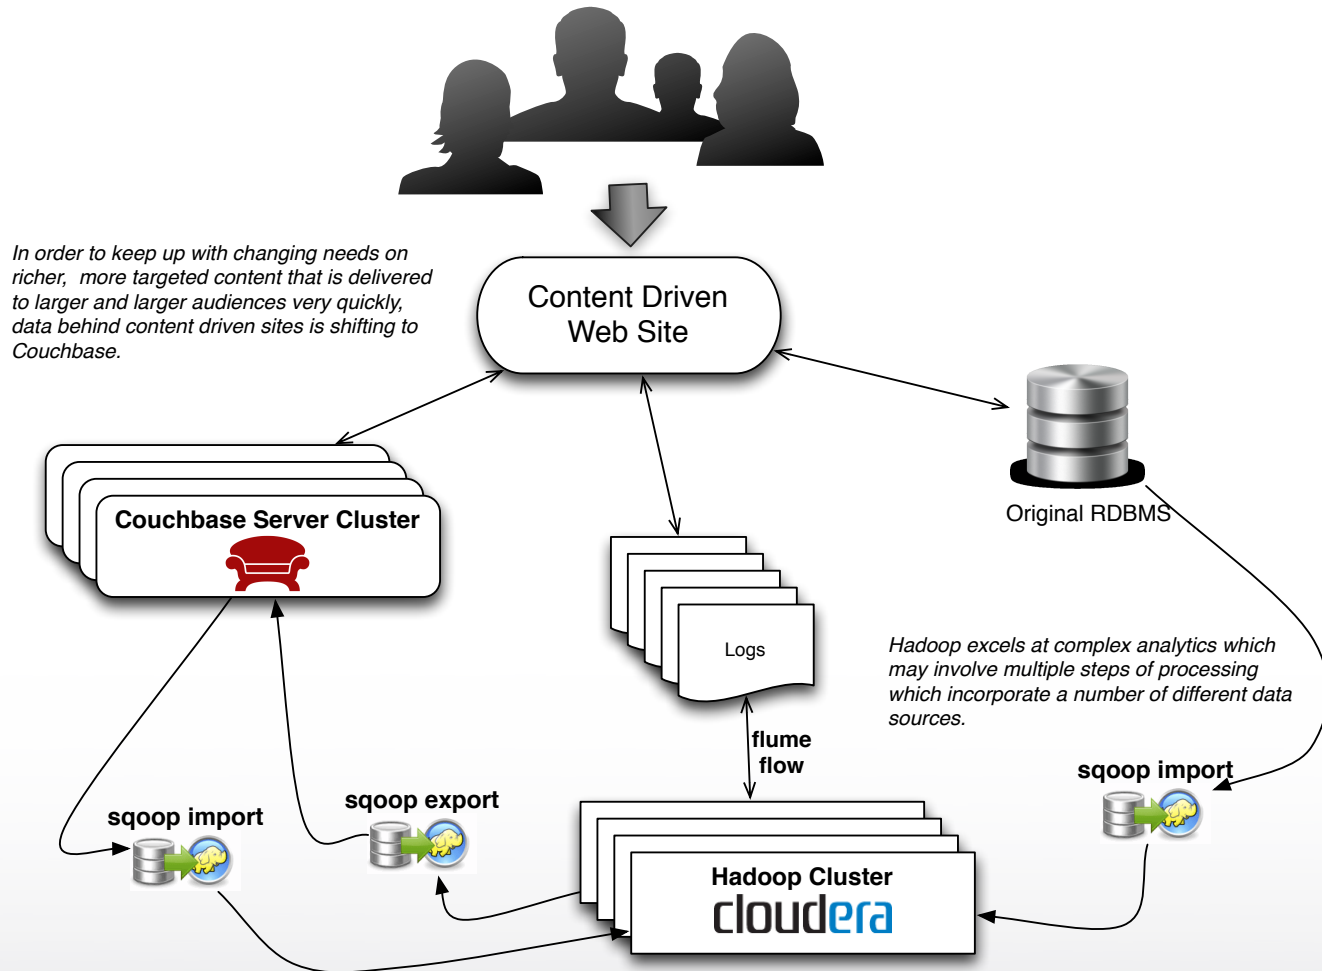 In order to keep up with changing needs on
richer,  more targeted content that is delivered
to larger and larger audiences very quickly,
data behind content driven sites is shifting to
Couchbase.
Content Driven
Web Site
Couchbase Server Cluster
Original RDBMS
Logs
Hadoop excels at complex analytics which
may involve multiple steps of processing
which incorporate a number of different data
sources.
flume
flow
sqoop import
sqoop export
sqoop import
Hadoop Cluster
cloudera